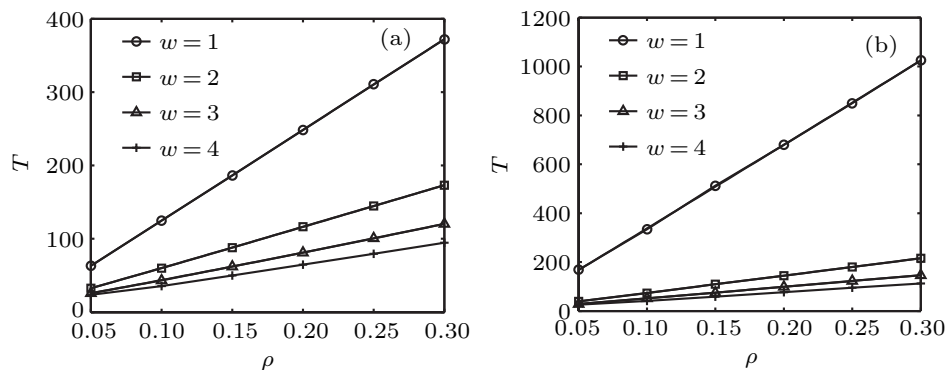 400
300
200
100
0
T
(a)
w = 1
w = 2
w = 3
w = 4
0.05 0.10 0.15 0.20 0.25 0.30
ρ
1200
1000
800
600
400
200
0
T
(b)
w = 1
w = 2
w = 3
w = 4
0.05 0.10 0.15 0.20 0.25 0.30
ρ